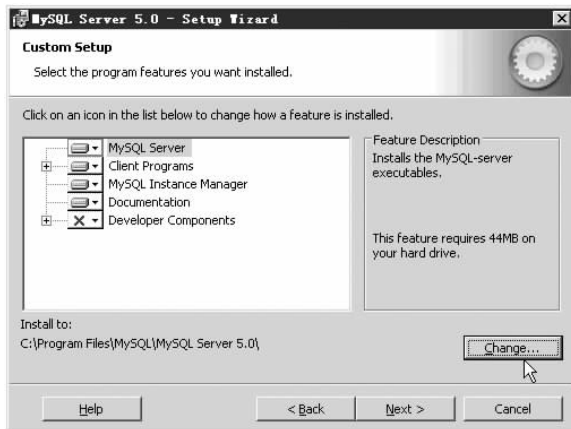 MySQL Server 5.0 - Setup Wizard
Custom Setup
Select the program features you want installed.
Click on an icon in the list below to change how a feature is installed.
MySQL Server
Client Programs
MySQL Instance Manager
Documentation
Developer Components
Feature Description
Installs the MySQL-server
executables.
This feature requires 44MB on
your hard drive.
Install to:
C:\Program Files\MySQL\MySQL Server 5.0\
Change...
Help
< Back
Next >
Cancel